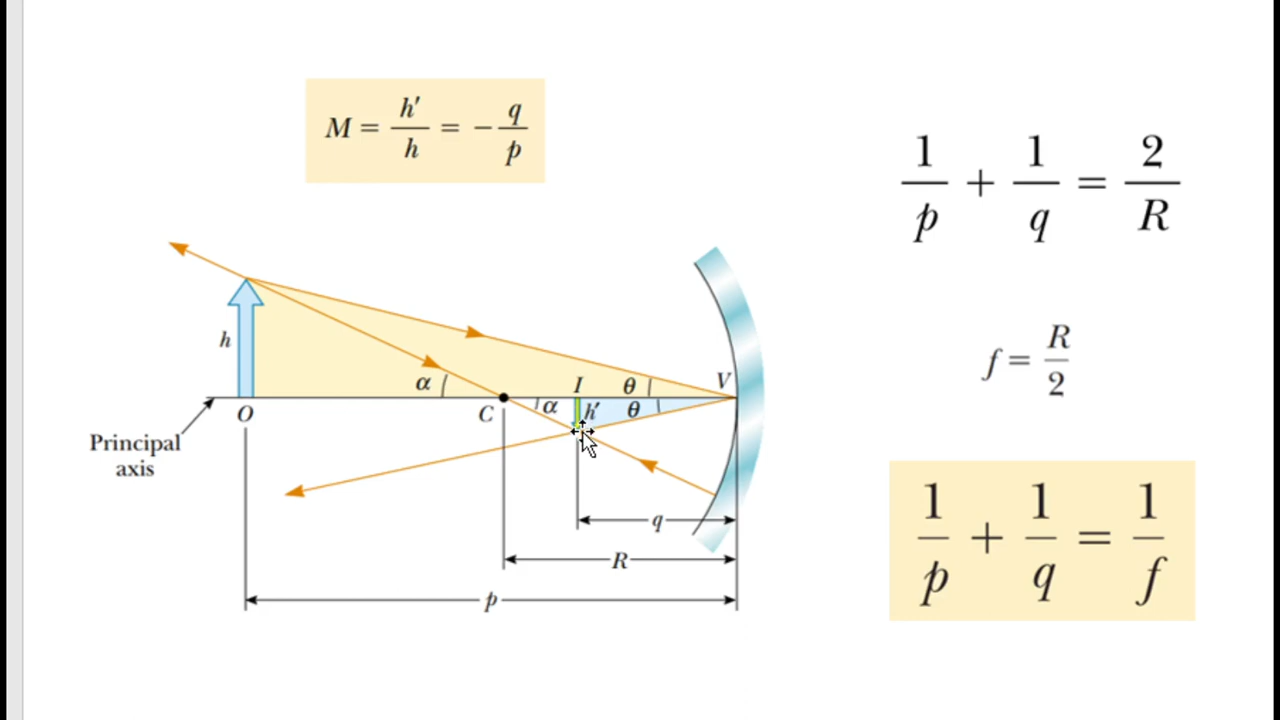 M = h′/h = − q/p
1/p + 1/q = 2/R
f = R/2
1/p + 1/q = 1/f
h
α
I
θ
V
O
C
α
h′
θ
Principal
axis
q
R
p